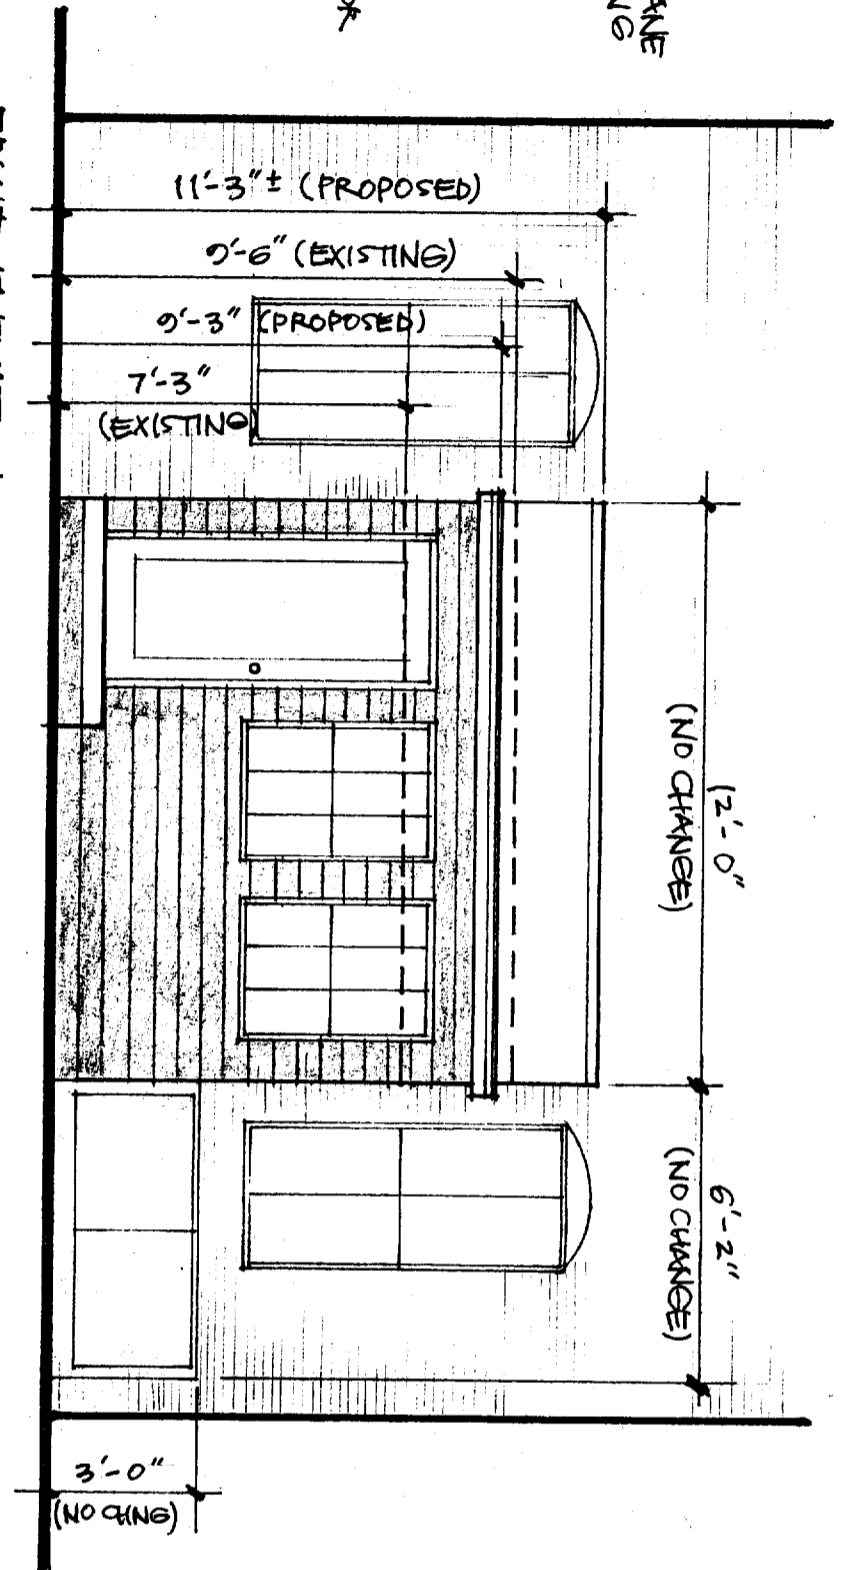 11'-3"± (PROPOSED)
9'-6" (EXISTING)
9'-3" (PROPOSED)
7'-3"
(EXISTING)
12'-0"
(NO CHANGE)
6'-2"
(NO CHANGE)
3'-0"
(NO CHNG)